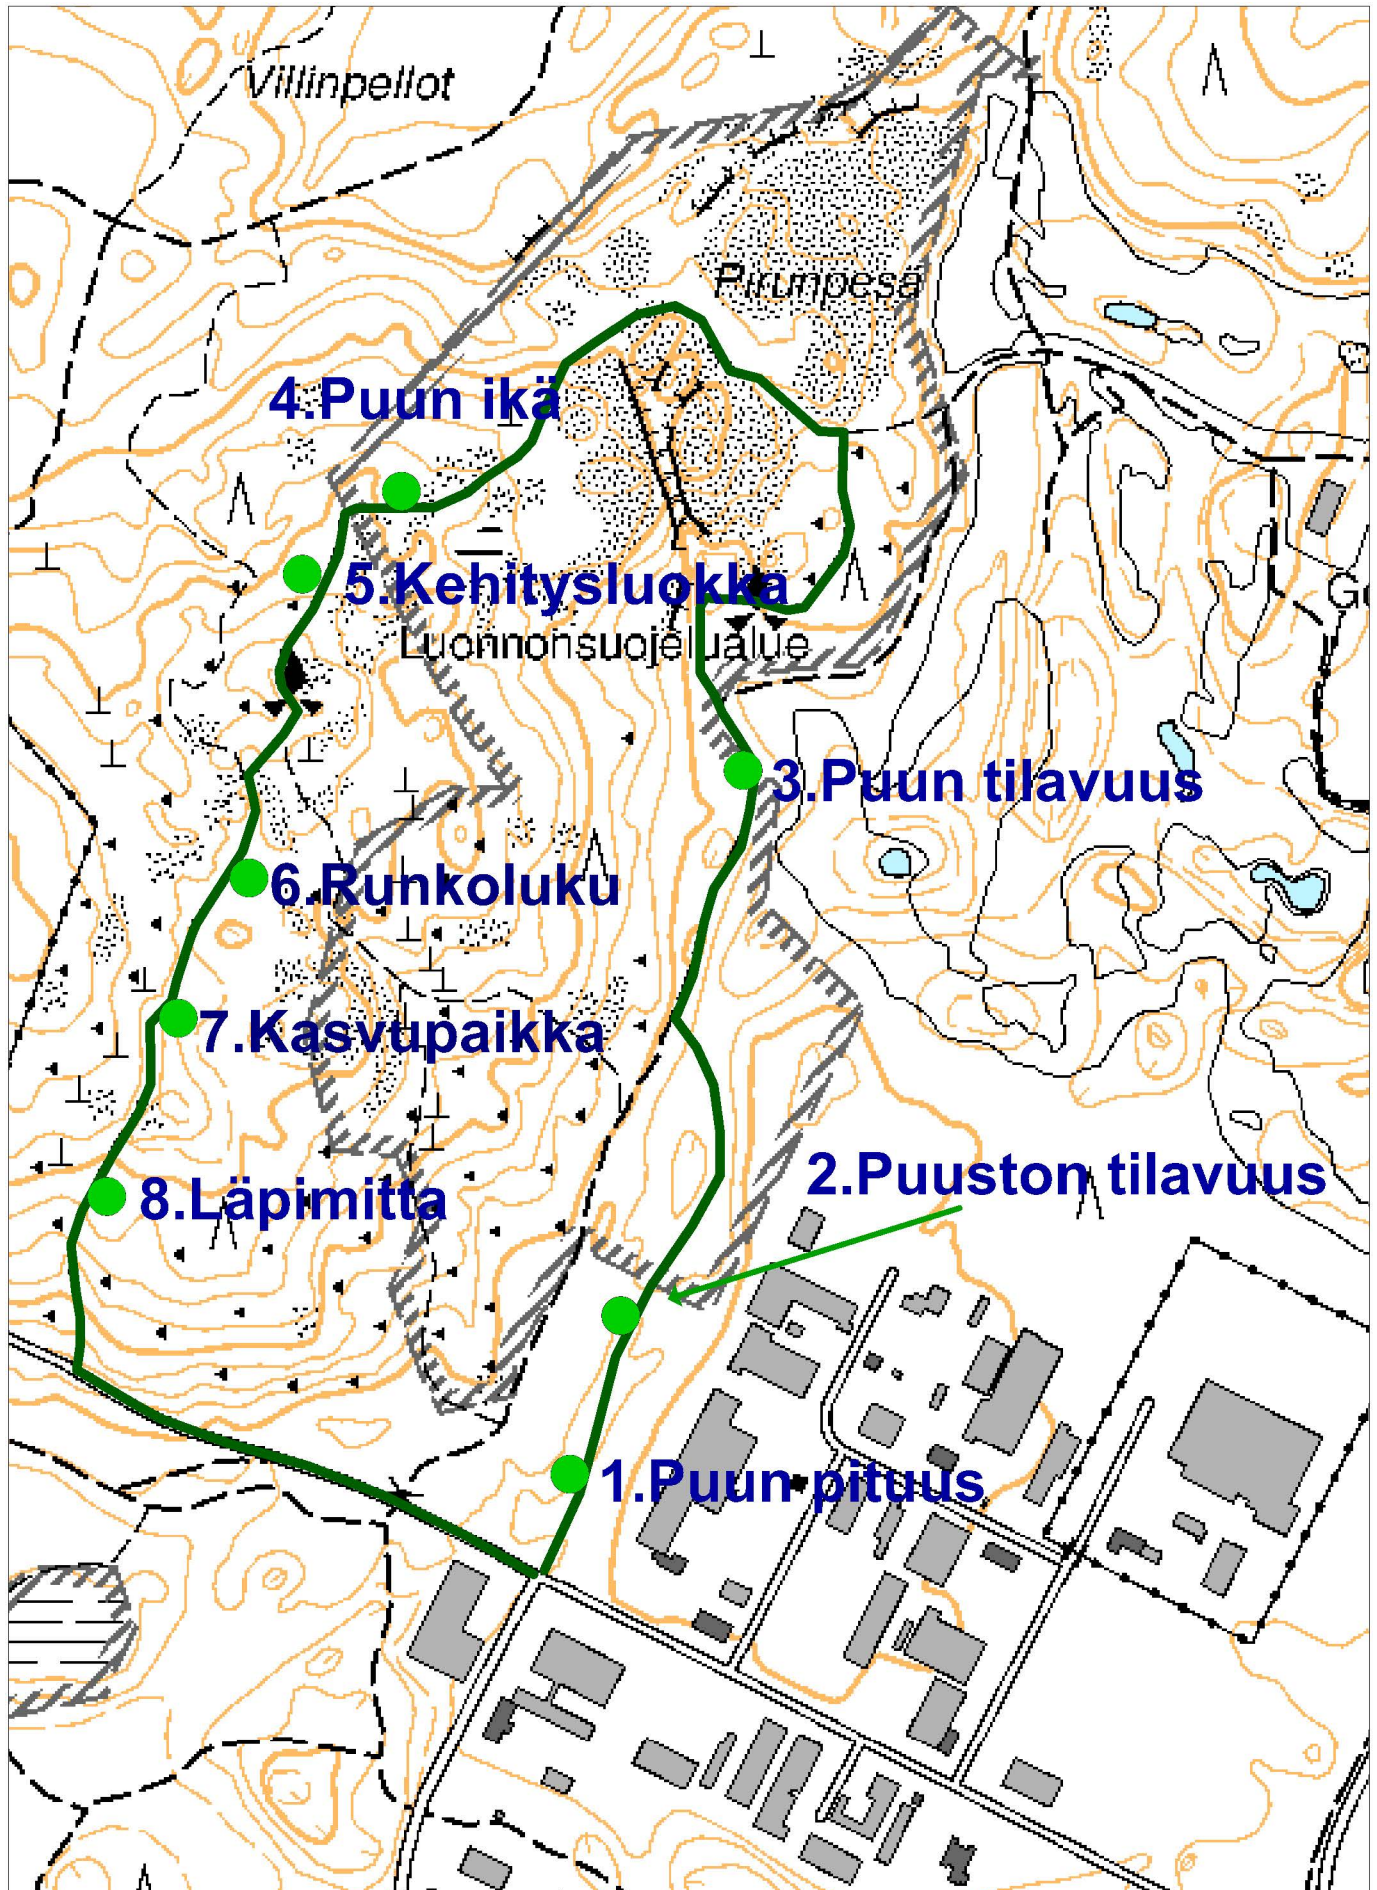 Villinpellot
Pirunpesä
4.Puun ikä
5.Kehitysluokka
Luonnonsuojelualue
3.Puun tilavuus
6.Runkoluku
7.Kasvupaikka
2.Puuston tilavuus
8.Läpimitta
1.Puun pituus